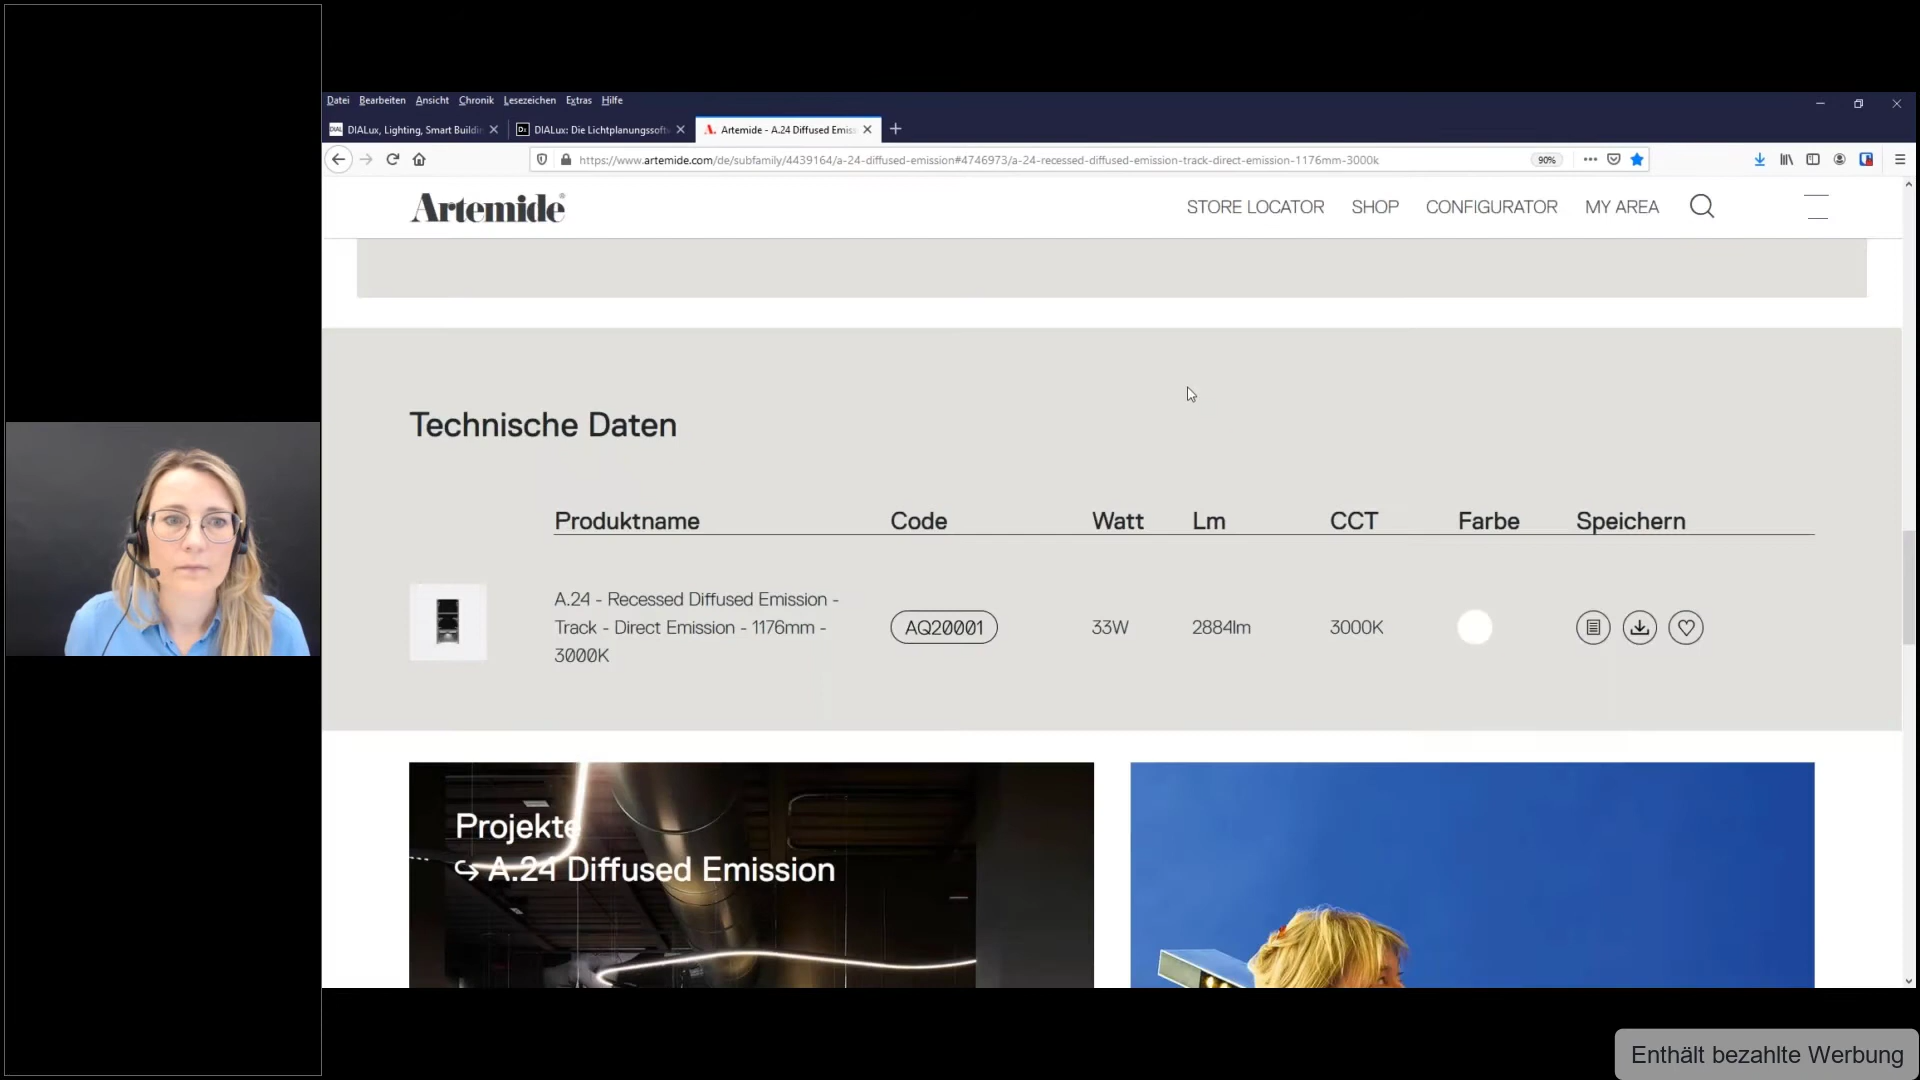 Datei Bearbeiten Ansicht Chronik Lesezeichen Extras Hilfe
DIALux, Lighting, Smart Buildin
DIALux: Die Lichtplanungssoftw
Artemide - A.24 Diffused Emiss
https://www.artemide.com/de/subfamily/4439164/a-24-diffused-emission#4746973/a-24-recessed-diffused-emission-track-direct-emission-1176mm-3000k
90%
Artemide
STORE LOCATOR SHOP CONFIGURATOR MY AREA
Technische Daten
Produktname Code Watt Lm CCT Farbe Speichern
A.24 - Recessed Diffused Emission -
Track - Direct Emission - 1176mm -
3000K
AQ20001 33W 2884lm 3000K
Projekte
↪ A.24 Diffused Emission
Enthält bezahlte Werbung